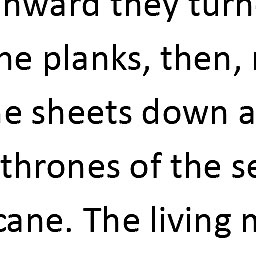 nward they turn
he planks, then,
e sheets down a
thrones of the se
cane. The living